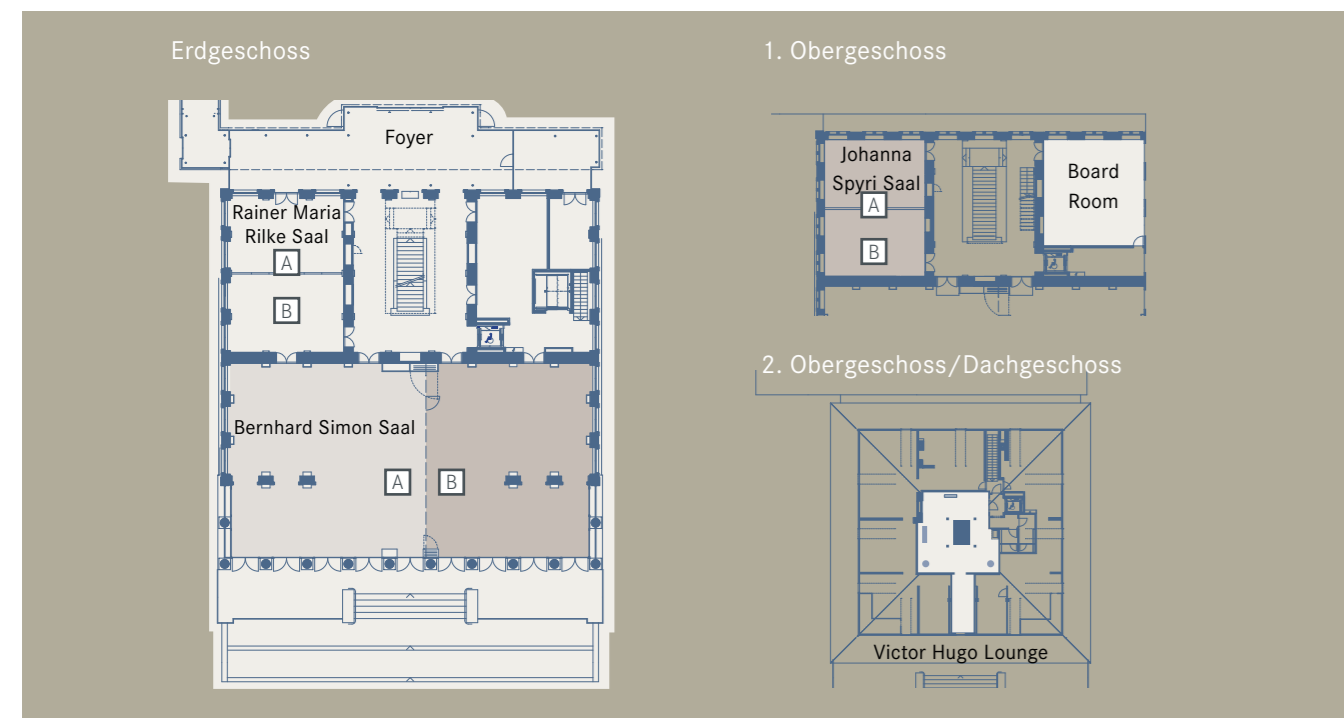 Erdgeschoss
Foyer
Rainer Maria
Rilke Saal
A
B
Bernhard Simon Saal
A B
1. Obergeschoss
Johanna
Spyri Saal
A
B
Board
Room
2. Obergeschoss/Dachgeschoss
Victor Hugo Lounge